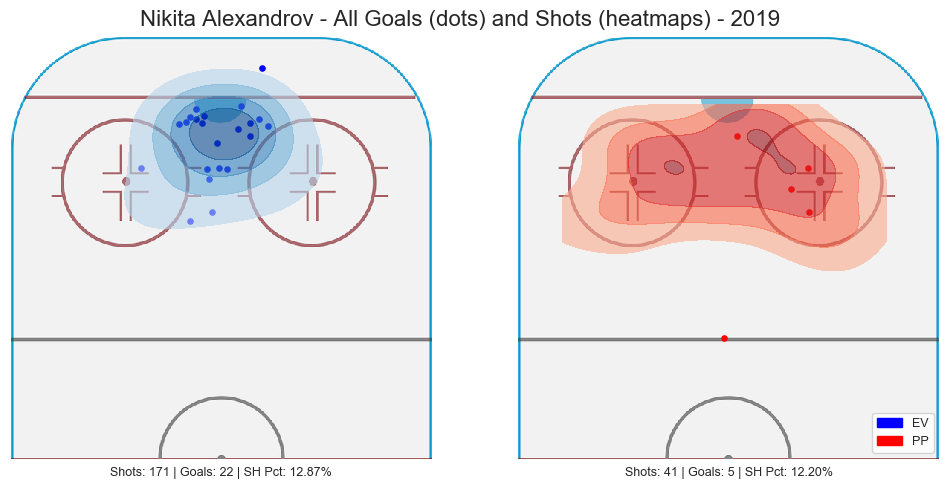 Nikita Alexandrov - All Goals (dots) and Shots (heatmaps) - 2019
EV
PP
Shots: 171 | Goals: 22 | SH Pct: 12.87%
Shots: 41 | Goals: 5 | SH Pct: 12.20%